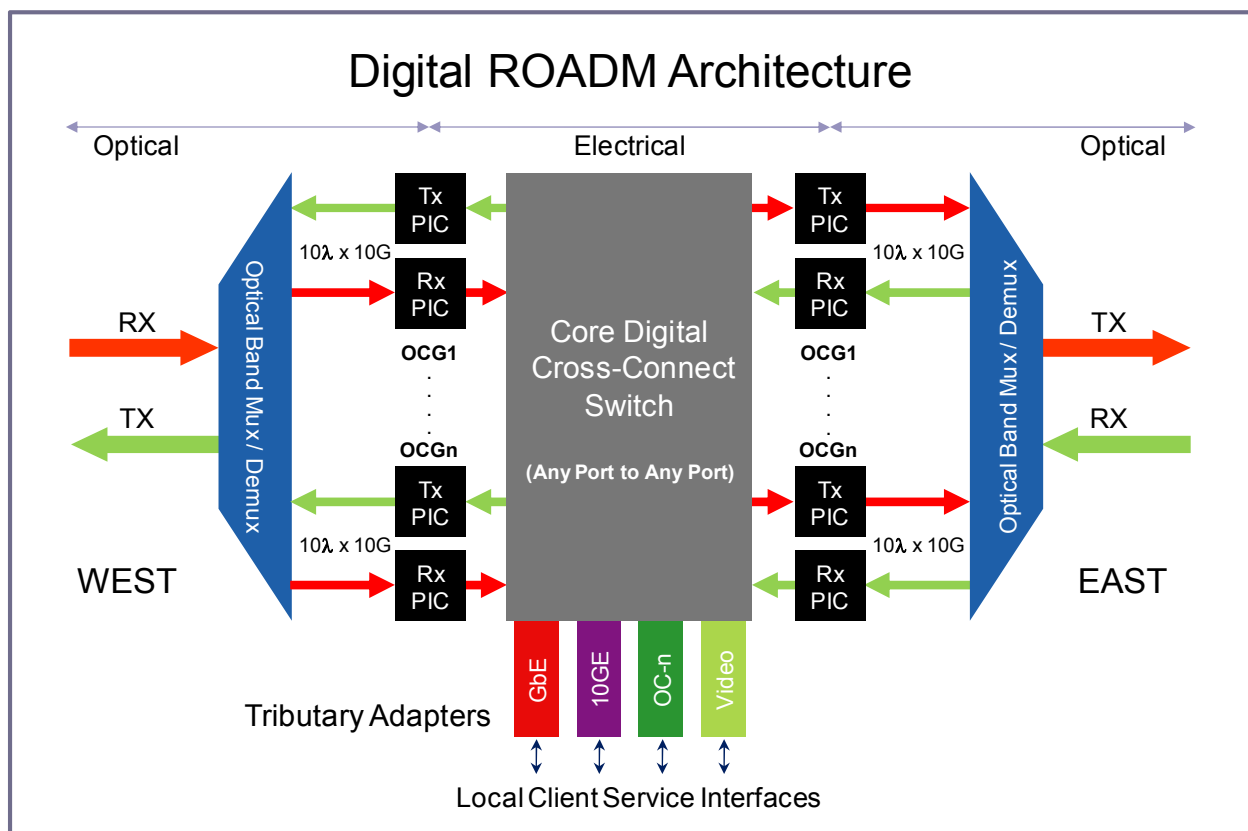 Digital ROADM Architecture
Optical
Electrical
Optical
Tx
PIC
Tx
PIC
10λ x 10G
10λ x 10G
Rx
PIC
Rx
PIC
Optical Band Mux / Demux
Core Digital
Cross-Connect
Switch
(Any Port to Any Port)
Optical Band Mux / Demux
RX
TX
OCG1
OCG1
.
.
.
.
.
.
.
.
TX
RX
OCGn
OCGn
Tx
PIC
Tx
PIC
10λ x 10G
10λ x 10G
WEST
EAST
Rx
PIC
Rx
PIC
GbE
10GE
OC-n
Video
Tributary Adapters
Local Client Service Interfaces